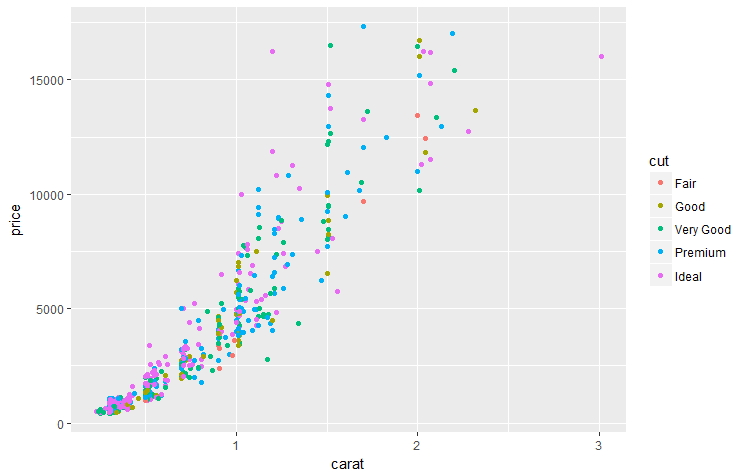 15000
10000
5000
0
price
1
2
3
carat
cut
Fair
Good
Very Good
Premium
Ideal